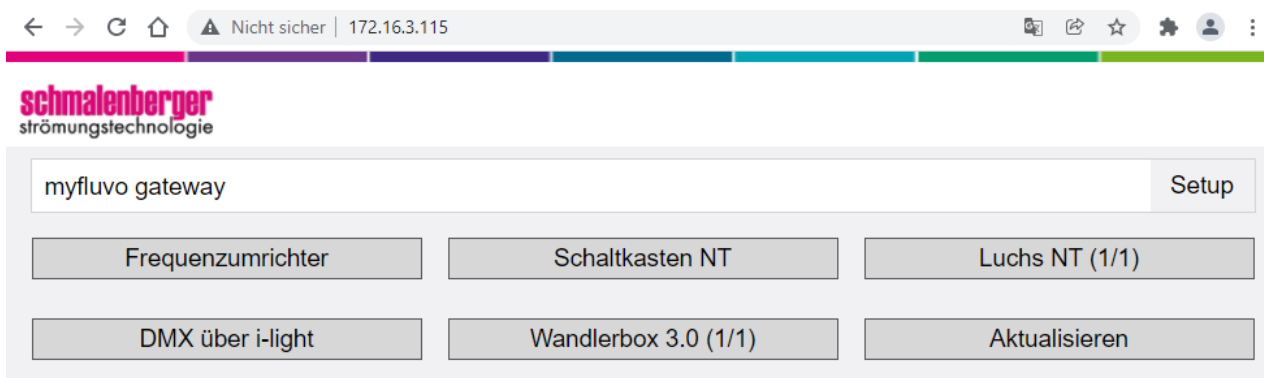 Nicht sicher | 172.16.3.115
schmalenberger
strömungstechnologie
myfluvo gateway Setup
Frequenzumrichter Schaltkasten NT Luchs NT (1/1)
DMX über i-light Wandlerbox 3.0 (1/1) Aktualisieren